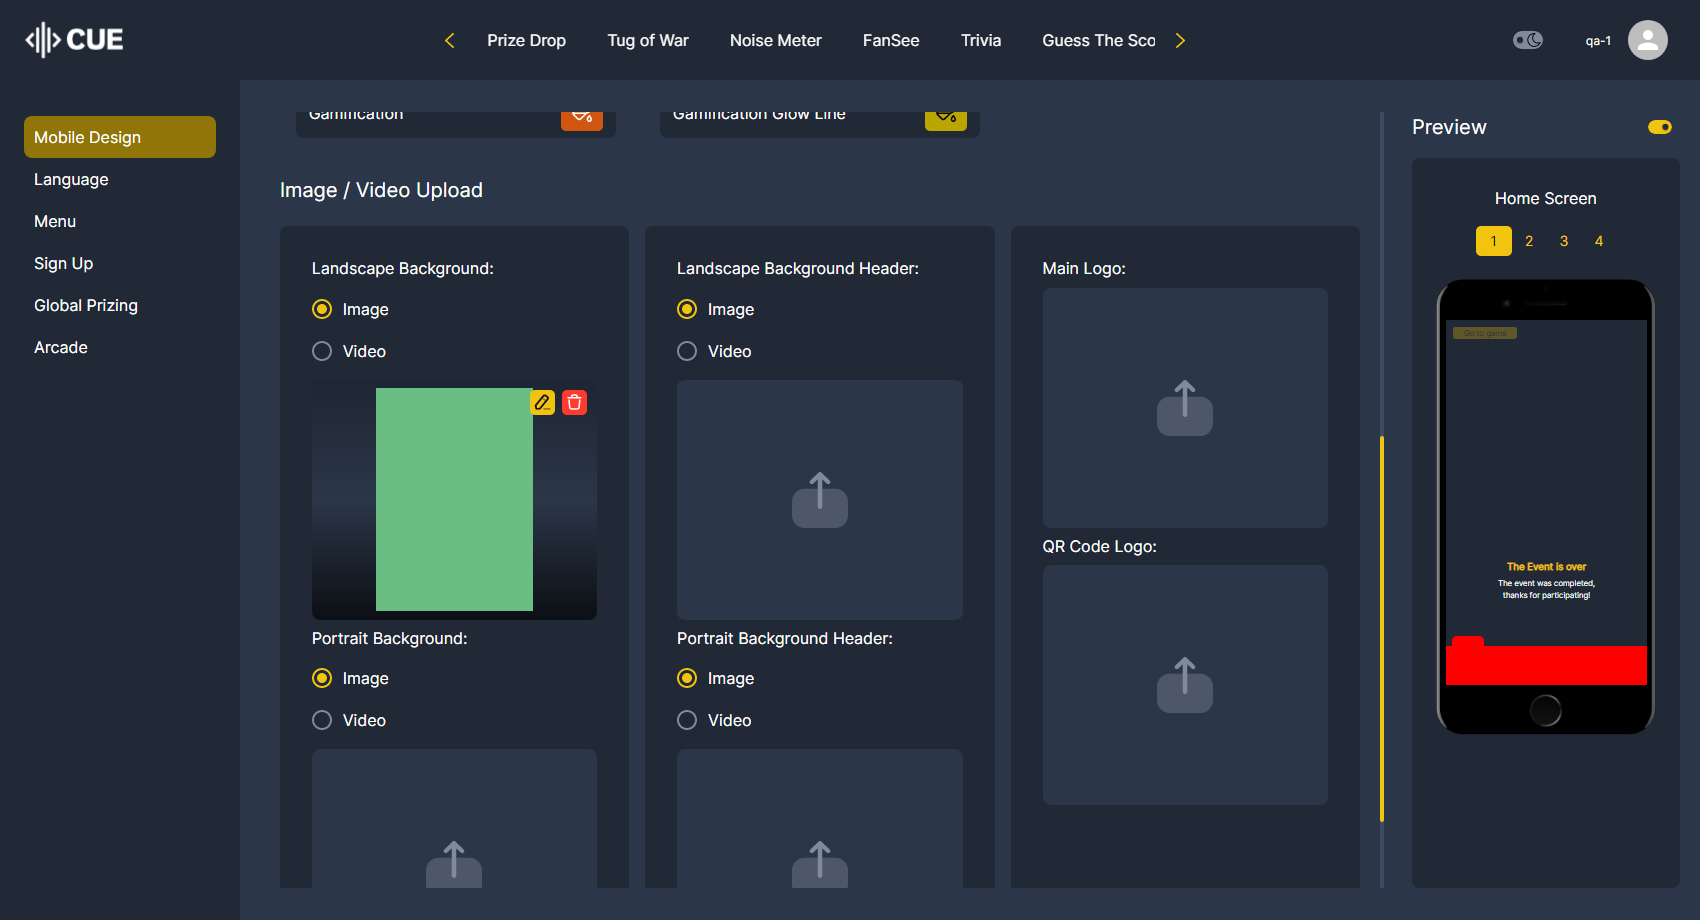 CUE
Prize Drop
Tug of War
Noise Meter
FanSee
Trivia
Guess The Sco
qa-1
Mobile Design
Language
Menu
Sign Up
Global Prizing
Arcade
Gamification
Gamification Glow Line
Image / Video Upload
Landscape Background:
Image
Video
Portrait Background:
Image
Video
Landscape Background Header:
Image
Video
Portrait Background Header:
Image
Video
Main Logo:
QR Code Logo:
Preview
Home Screen
1 2 3 4
Go to game
The Event is over
The event was completed,
thanks for participating!